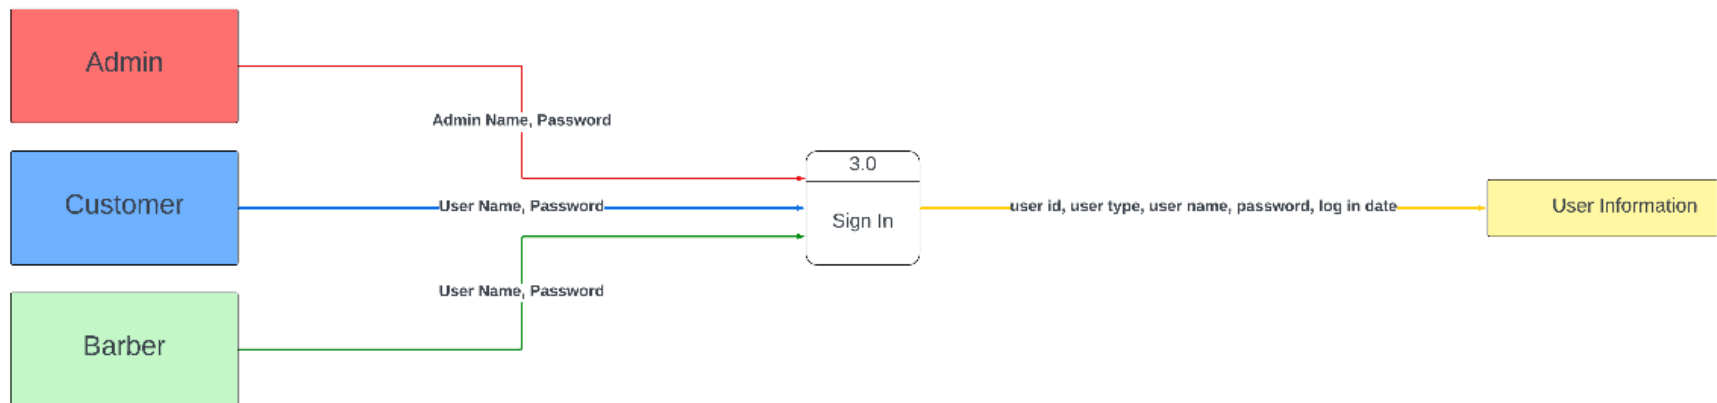 Admin
Admin Name, Password
Customer
User Name, Password
3.0
Sign In
user id, user type, user name, password, log in date
User Information
User Name, Password
Barber